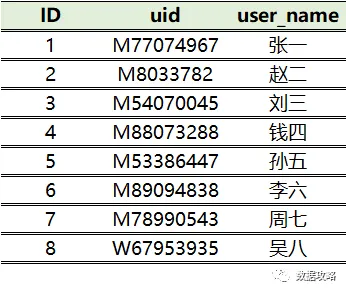 ID uid user_name
1 M77074967 张一
2 M8033782 赵二
3 M54070045 刘三
4 M88073288 钱四
5 M53386447 孙五
6 M89094838 李六
7 M78990543 周七
8 W67953935 吴八
数据攻略